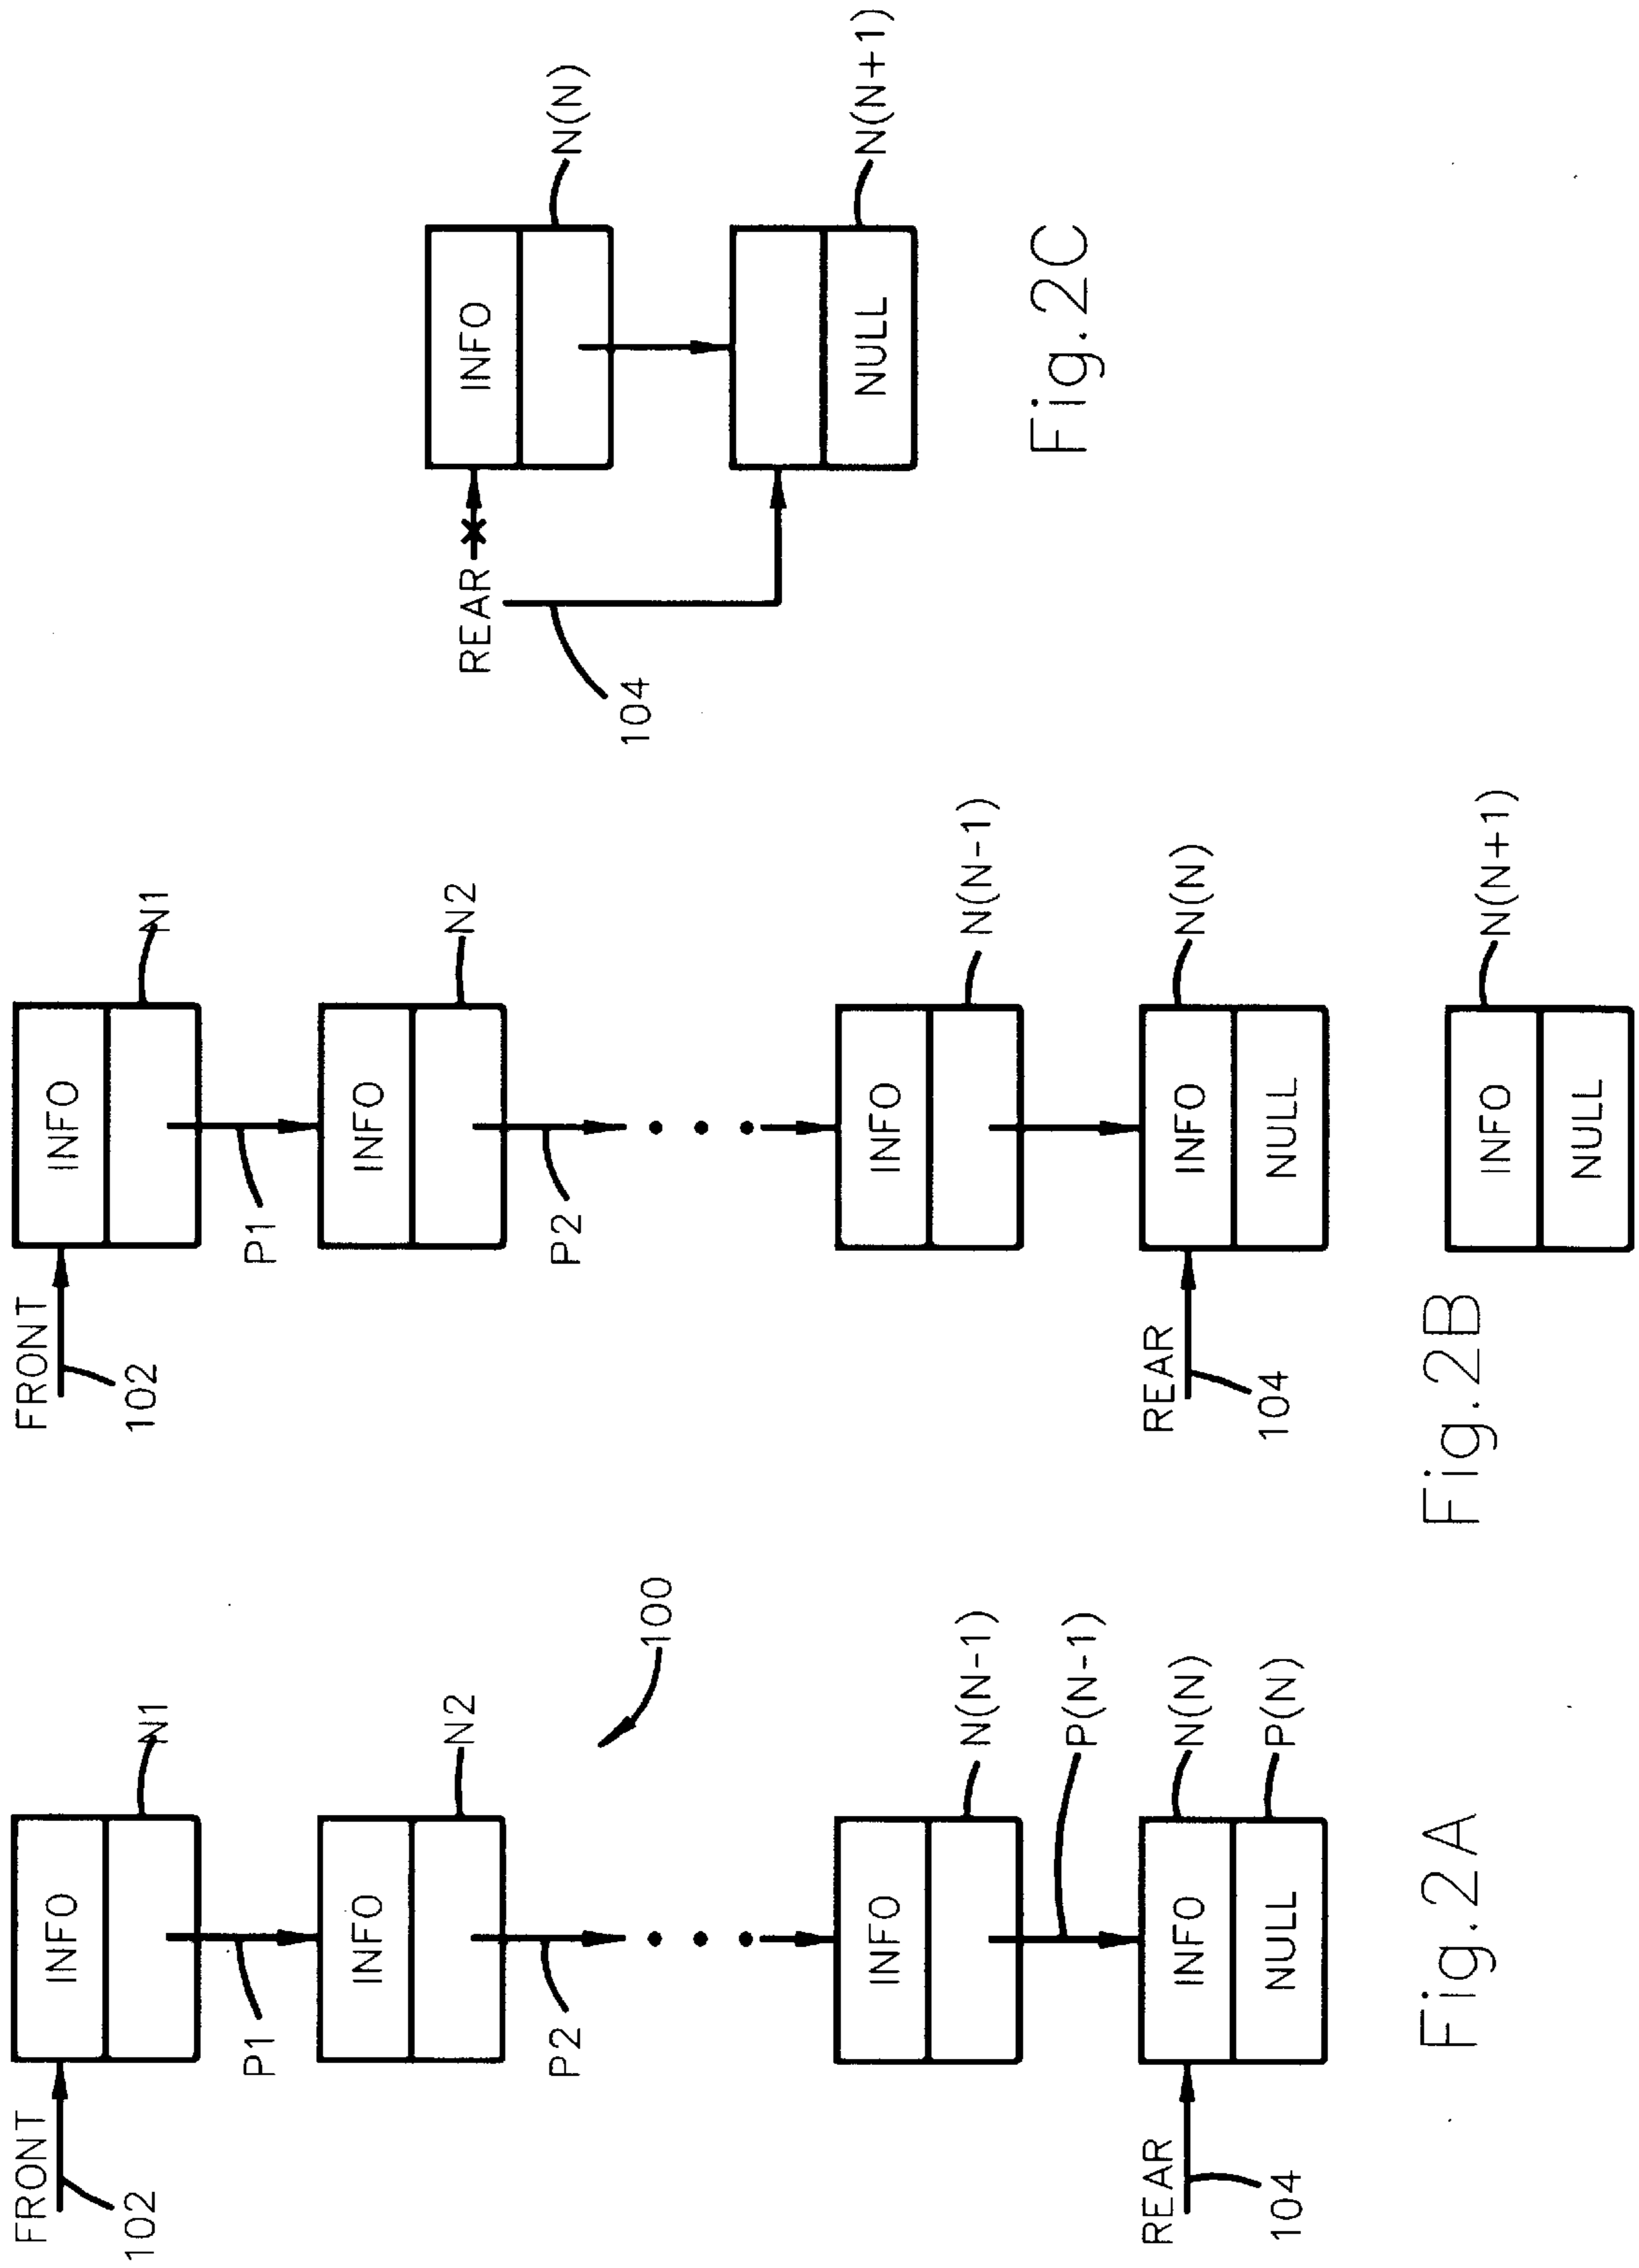 FRONT
102
INFO
N1
P1
INFO
N2
P2
100
INFO
N(N-1)
P(N-1)
REAR
104
INFO
N(N)
NULL
P(N)
Fig.2A
FRONT
102
INFO
N1
P1
INFO
N2
P2
INFO
N(N-1)
REAR
104
INFO
N(N)
NULL
INFO
N(N+1)
NULL
Fig.2B
REAR
104
INFO
N(N)
N(N+1)
NULL
Fig.2C